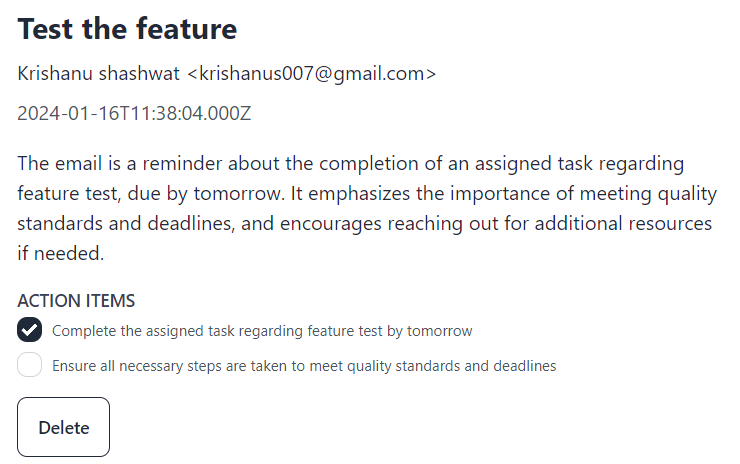 Test the feature
Krishanu shashwat <krishanus007@gmail.com>
2024-01-16T11:38:04.000Z
The email is a reminder about the completion of an assigned task regarding
feature test, due by tomorrow. It emphasizes the importance of meeting quality
standards and deadlines, and encourages reaching out for additional resources
if needed.
ACTION ITEMS
Complete the assigned task regarding feature test by tomorrow
Ensure all necessary steps are taken to meet quality standards and deadlines
Delete